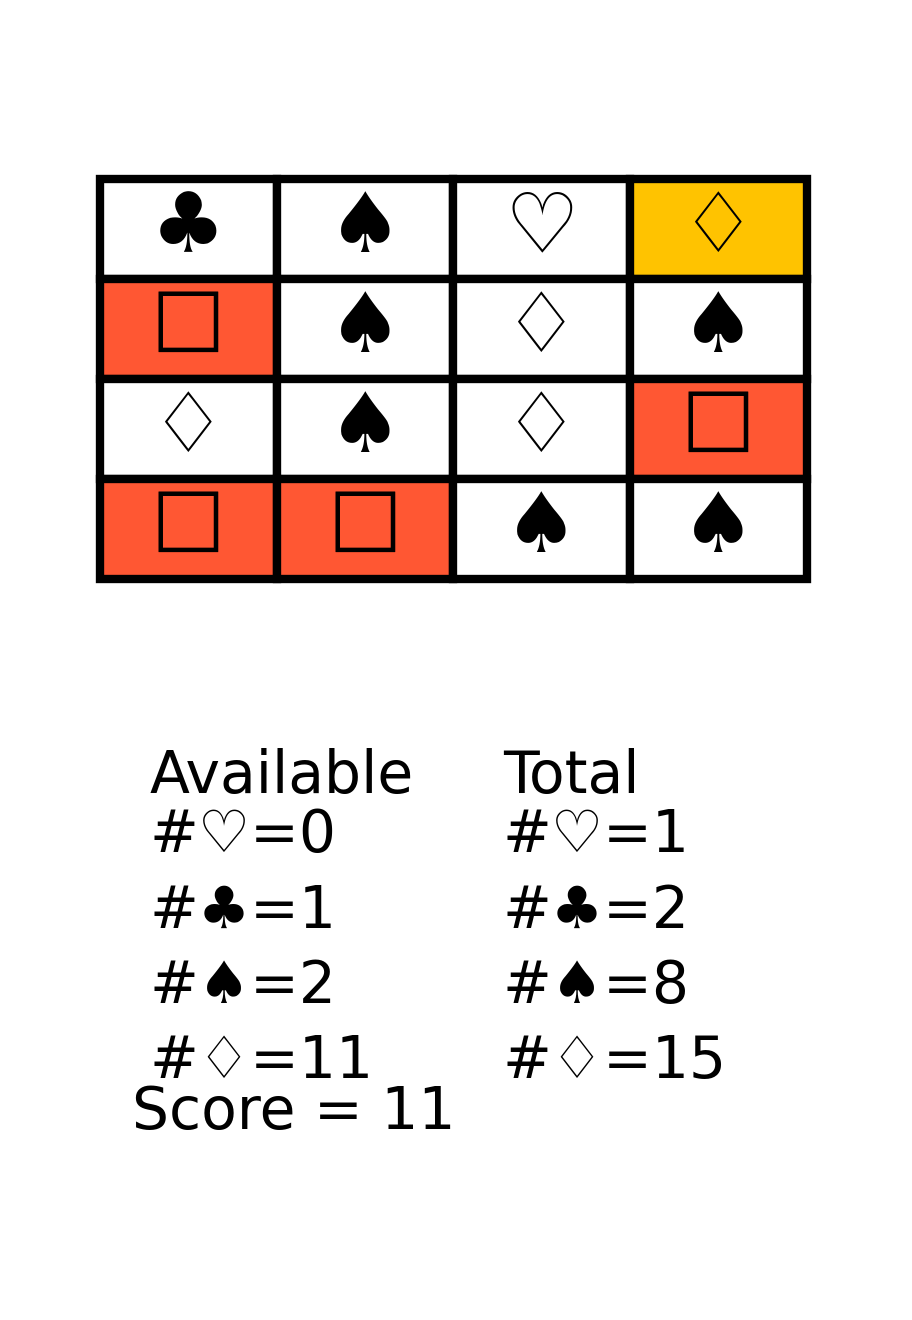 ♣ ♠ ♡ ♢
□ ♠ ♢ ♠
♢ ♠ ♢ □
□ □ ♠ ♠
Available Total
#♡=0 #♡=1
#♣=1 #♣=2
#♠=2 #♠=8
#♢=11 #♢=15
Score = 11